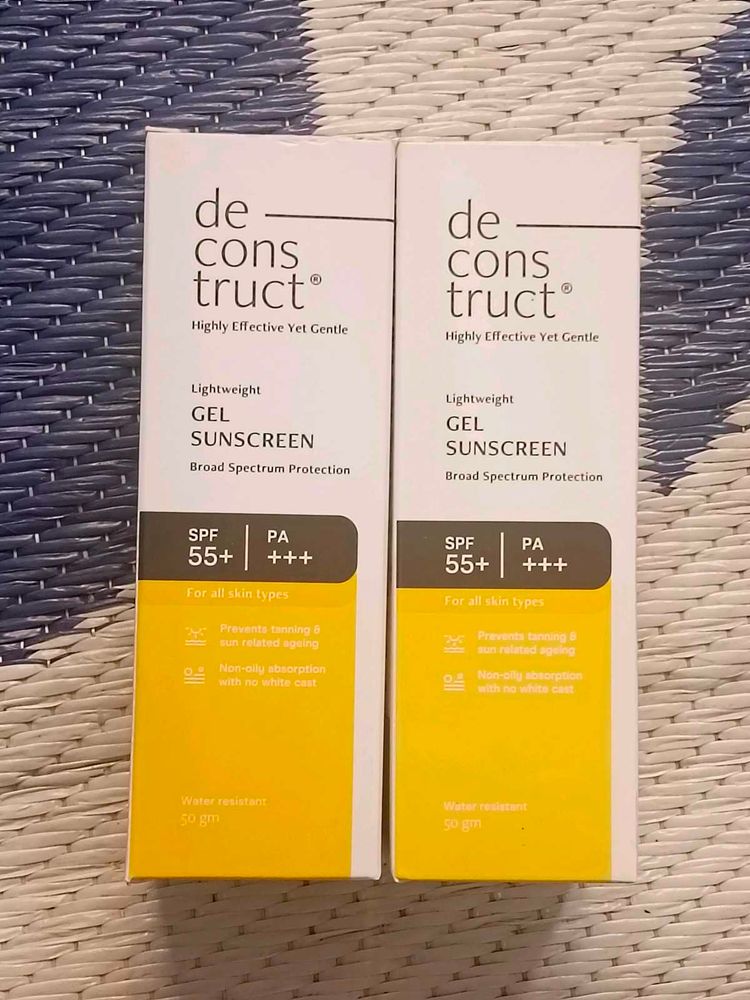 de
cons
truct®
Highly Effective Yet Gentle
Lightweight
GEL
SUNSCREEN
Broad Spectrum Protection
SPF
55+
PA
+++
For all skin types
Prevents tanning &
sun related ageing
Non-oily absorption
with no white cast
Water resistant
50 gm
de
cons
truct®
Highly Effective Yet Gentle
Lightweight
GEL
SUNSCREEN
Broad Spectrum Protection
SPF
55+
PA
+++
For all skin types
Prevents tanning &
sun related ageing
Non-oily absorption
with no white cast
Water resistant
50 gm